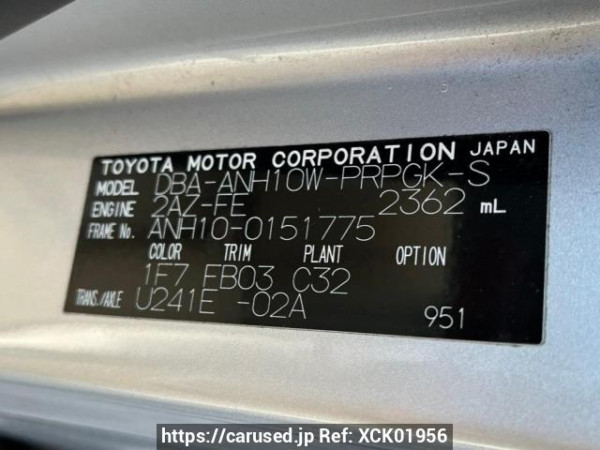 TOYOTA MOTOR CORPORATION JAPAN
MODEL DBA-ANH10W-PRPGK-S
ENGINE 2AZ-FE 2362 mL
FRAME No. ANH10-0151775
COLOR TRIM PLANT OPTION
1F7 FB03 C32
TRANS./AXLE U241E -02A 951
https://carused.jp Ref: XCK01956